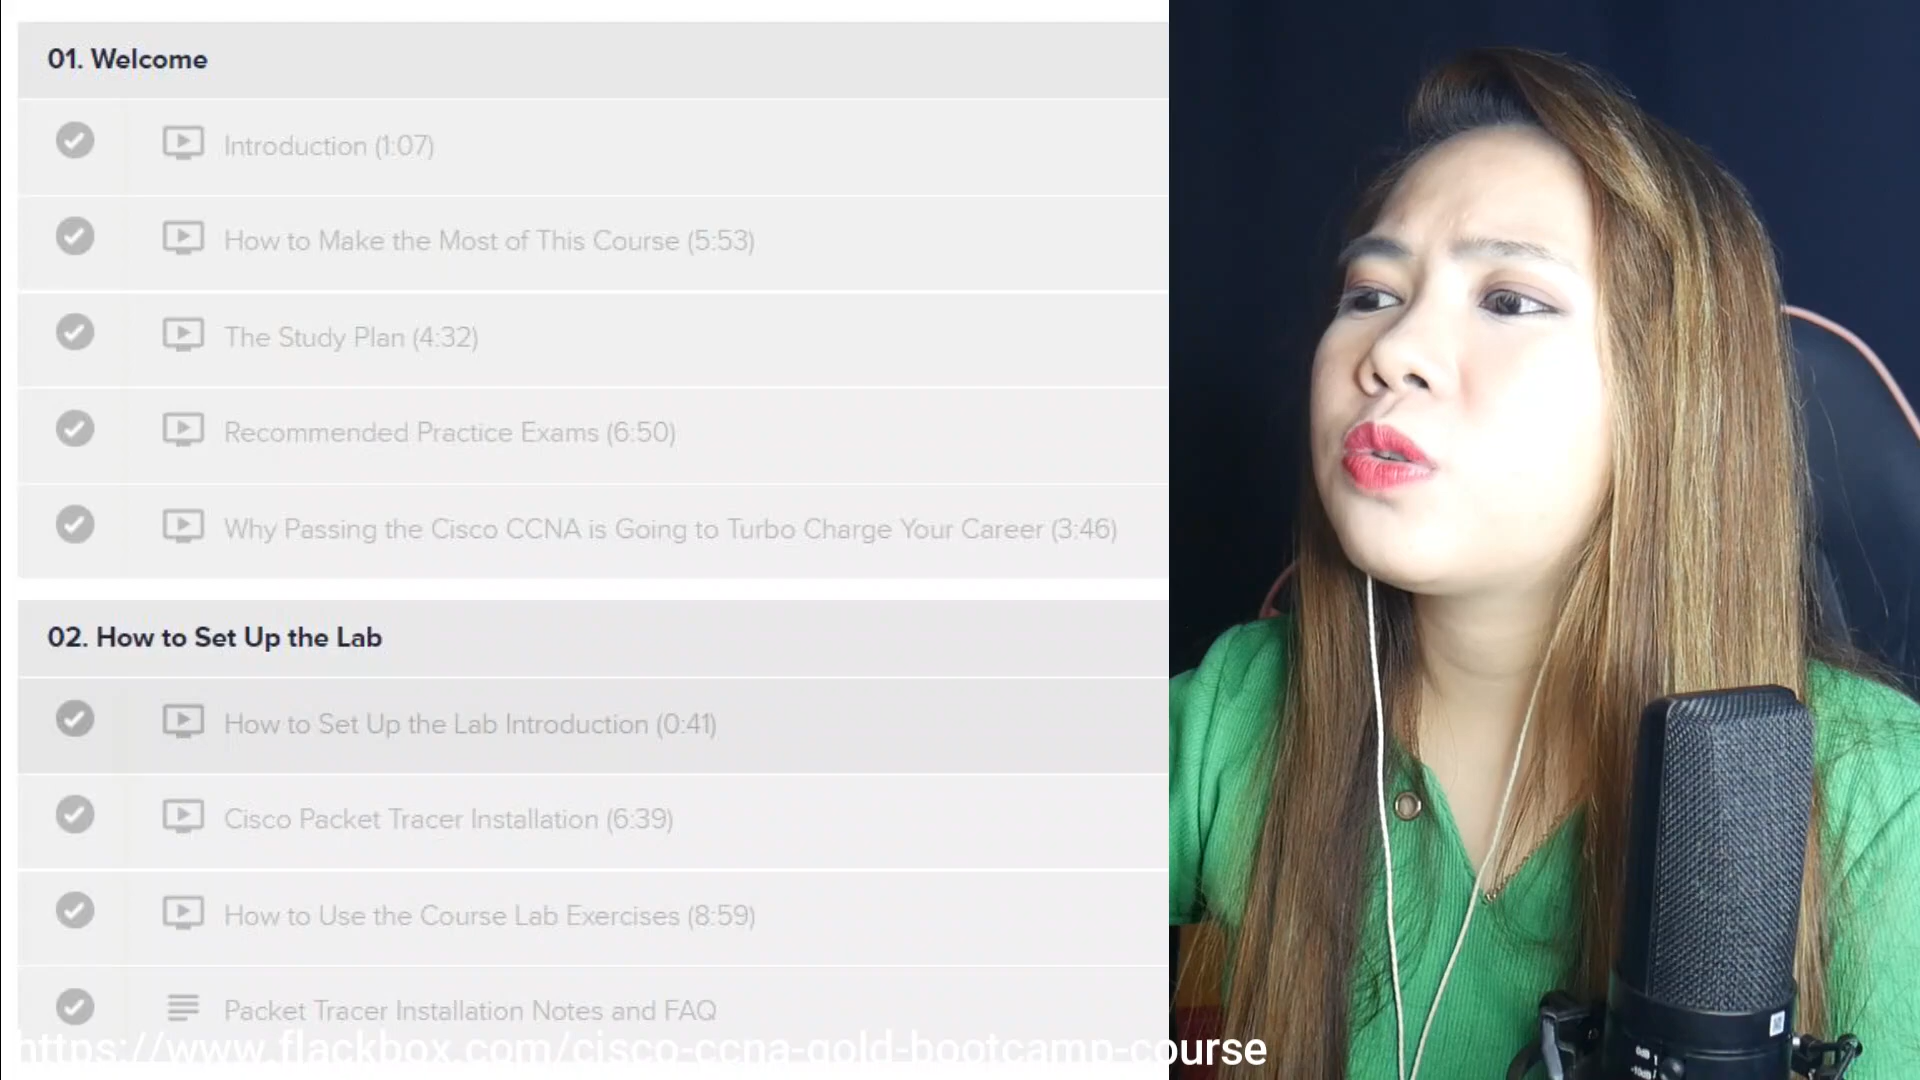 01. Welcome
Introduction (1:07)
How to Make the Most of This Course (5:53)
The Study Plan (4:32)
Recommended Practice Exams (6:50)
Why Passing the Cisco CCNA is Going to Turbo Charge Your Career (3:46)
02. How to Set Up the Lab
How to Set Up the Lab Introduction (0:41)
Cisco Packet Tracer Installation (6:39)
How to Use the Course Lab Exercises (8:59)
Packet Tracer Installation Notes and FAQ
https://www.flackbox.com/cisco-ccna-gold-bootcamp-course